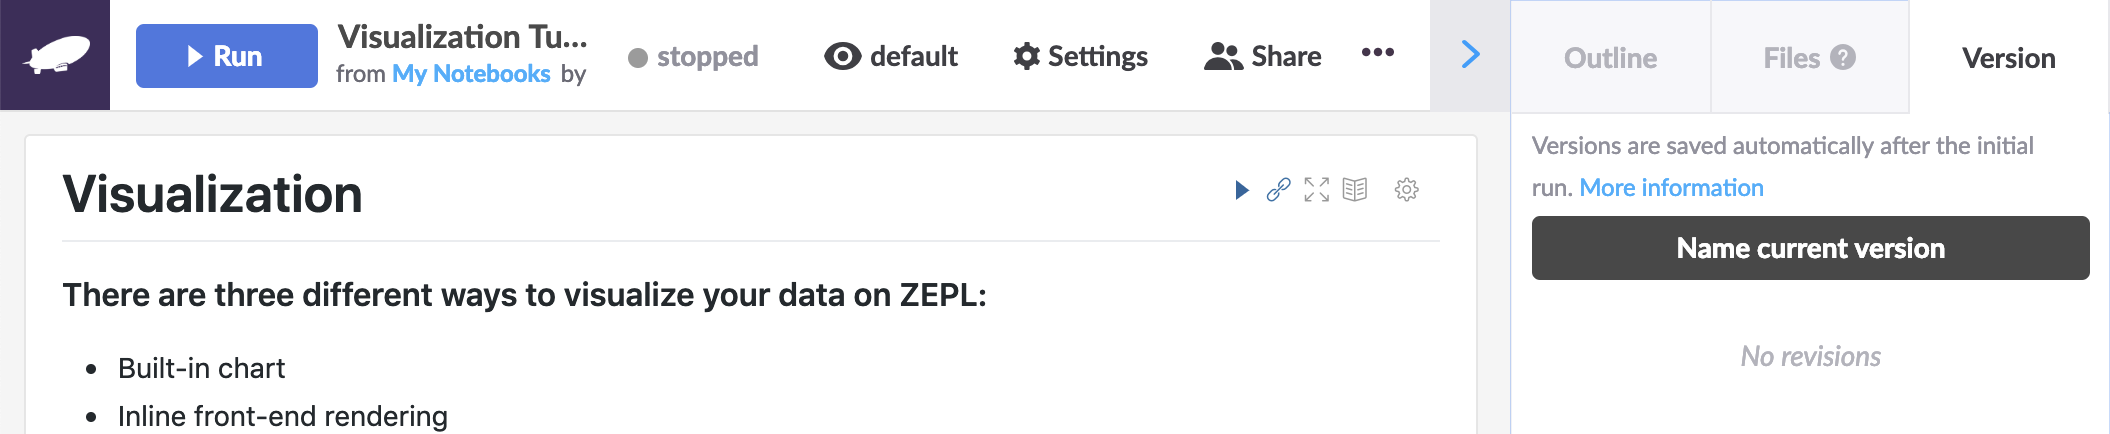 Run
Visualization Tu...
from My Notebooks by
stopped
default
Settings
Share
Outline
Files ?
Version
Versions are saved automatically after the initial
run. More information
Name current version
No revisions
Visualization
There are three different ways to visualize your data on ZEPL:
Built-in chart
Inline front-end rendering